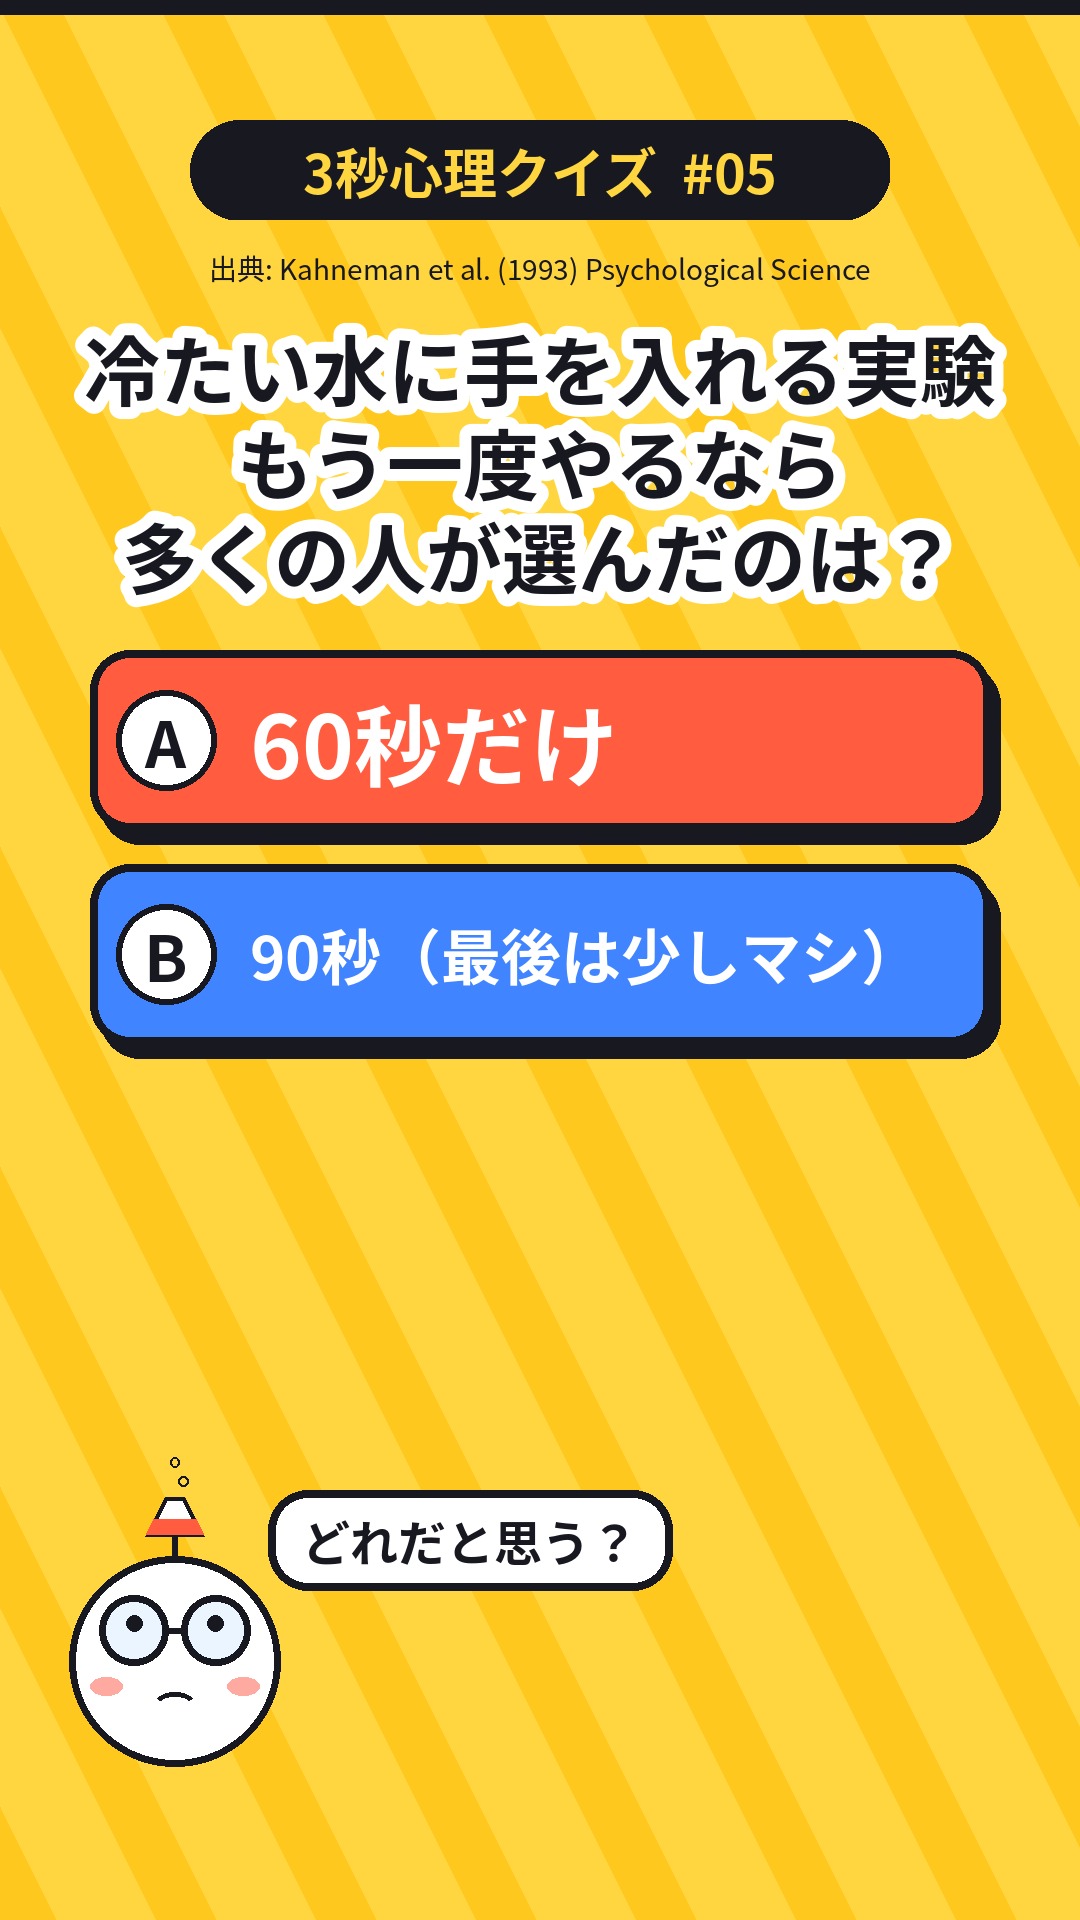 3秒心理クイズ #05
出典: Kahneman et al. (1993) Psychological Science
冷たい水に手を入れる実験
もう一度やるなら
多くの人が選んだのは？
A 60秒だけ
B 90秒（最後は少しマシ）
どれだと思う？